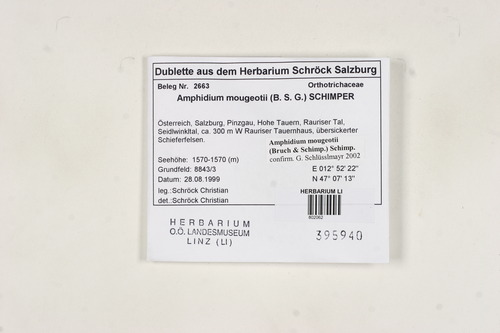 Dublette aus dem Herbarium Schröck Salzburg
Beleg Nr. 2663 Orthotrichaceae
Amphidium mougeotii (B. S. G.) SCHIMPER
Österreich, Salzburg, Pinzgau, Hohe Tauern, Rauriser Tal,
Seidlwinkltal, ca. 300 m W Rauriser Tauernhaus, übersickerter
Schieferfelsen.
Amphidium mougeotii
(Bruch & Schimp.) Schimp.
confirm. G. Schlüsslmayr 2002
Seehöhe: 1570-1570 (m)
Grundfeld: 8843/3
Datum: 28.08.1999
E 012° 52' 22''
N 47° 07' 13''
leg.:Schröck Christian
det.:Schröck Christian
HERBARIUM LI
802062
HERBARIUM
O.Ö. LANDESMUSEUM
LINZ (LI)
395940